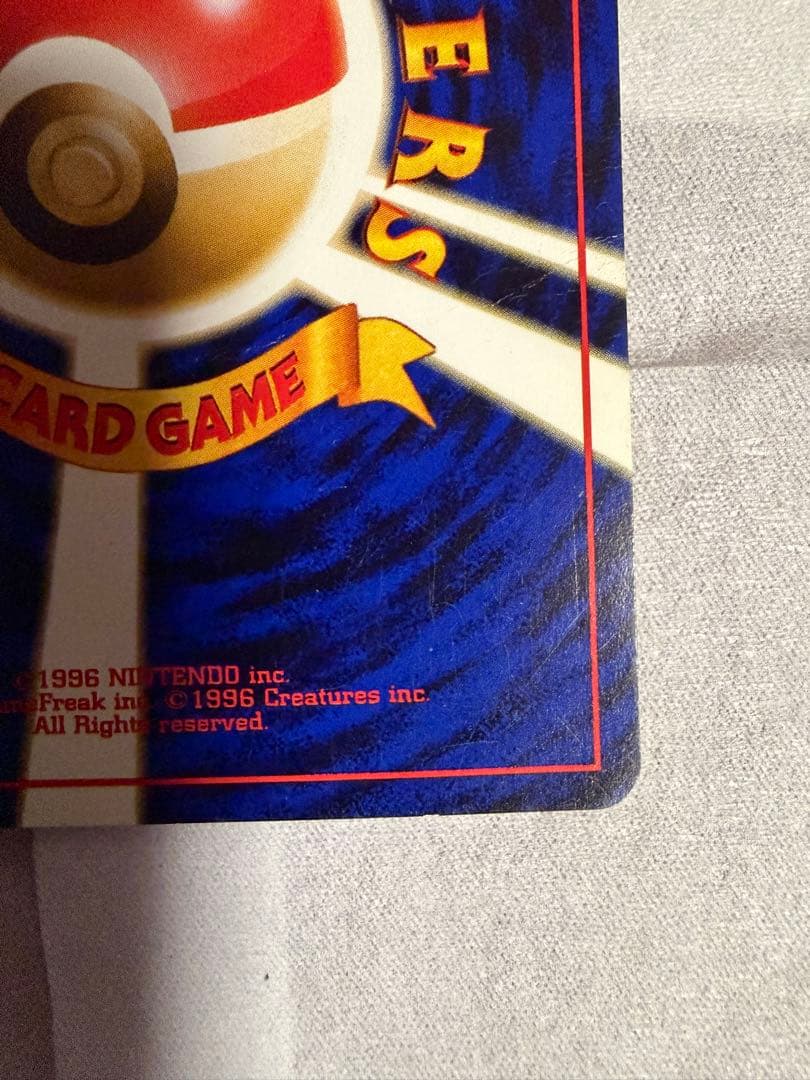 ERS
CARD GAME
©1996 NINTENDO inc.
Freak inc. ©1996 Creatures inc.
All Rights reserved.